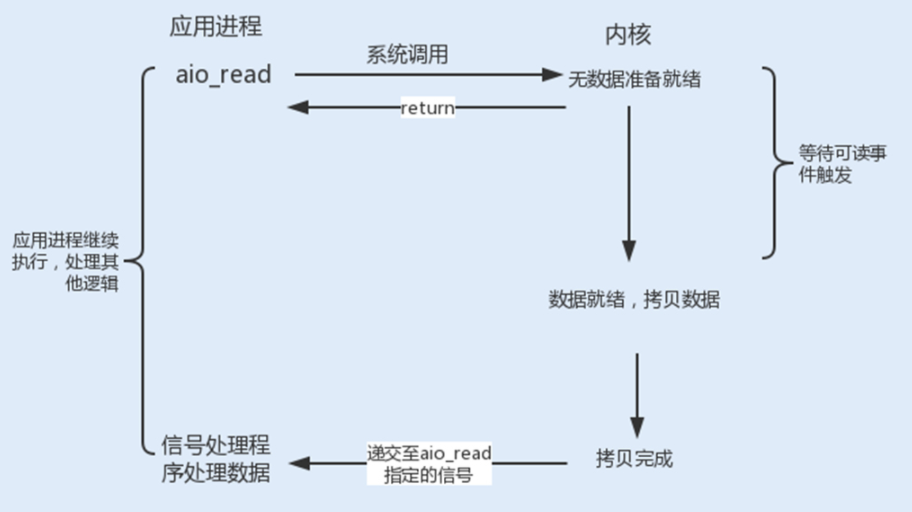 应用进程
内核
系统调用
aio_read
无数据准备就绪
return
等待可读事
件触发
应用进程继续
执行，处理其
他逻辑
数据就绪，拷贝数据
信号处理程
序处理数据
递交至aio_read
指定的信号
拷贝完成